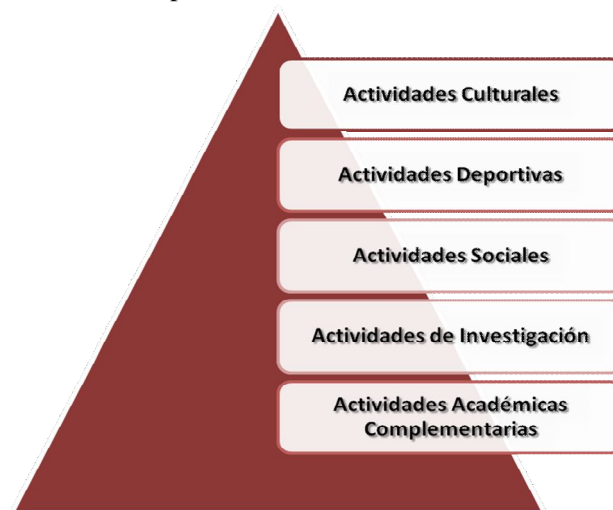 Actividades Culturales
Actividades Deportivas
Actividades Sociales
Actividades de Investigación
Actividades Académicas
Complementarias